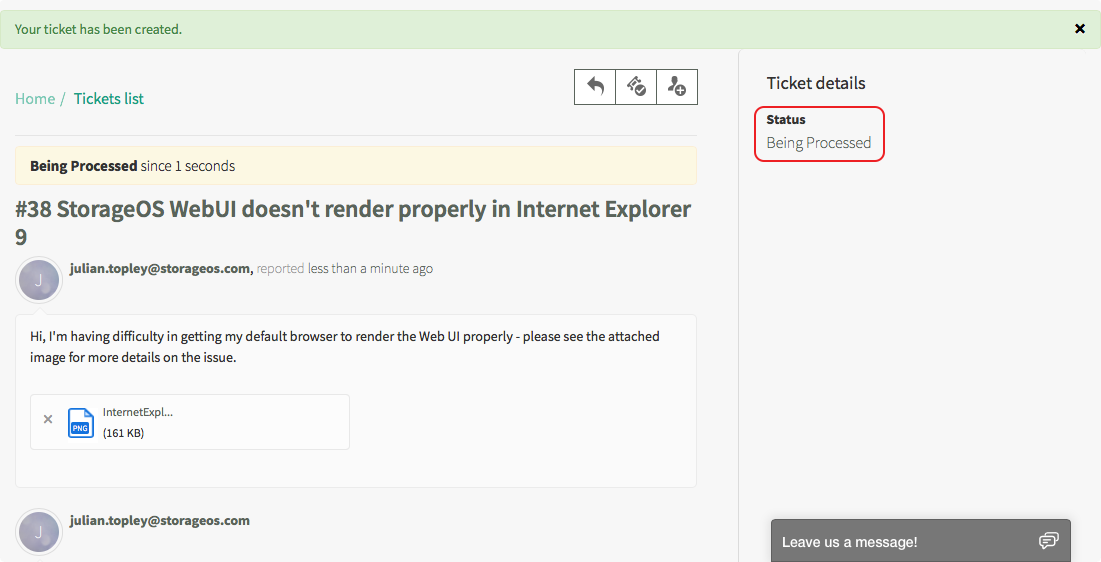 Your ticket has been created.
Home / Tickets list
Being Processed since 1 seconds
#38 StorageOS WebUI doesn't render properly in Internet Explorer
9
J
julian.topley@storageos.com, reported less than a minute ago
Hi, I'm having difficulty in getting my default browser to render the Web UI properly - please see the attached
image for more details on the issue.
PNG
InternetExpl...
(161 KB)
J
julian.topley@storageos.com
Ticket details
Status
Being Processed
Leave us a message!